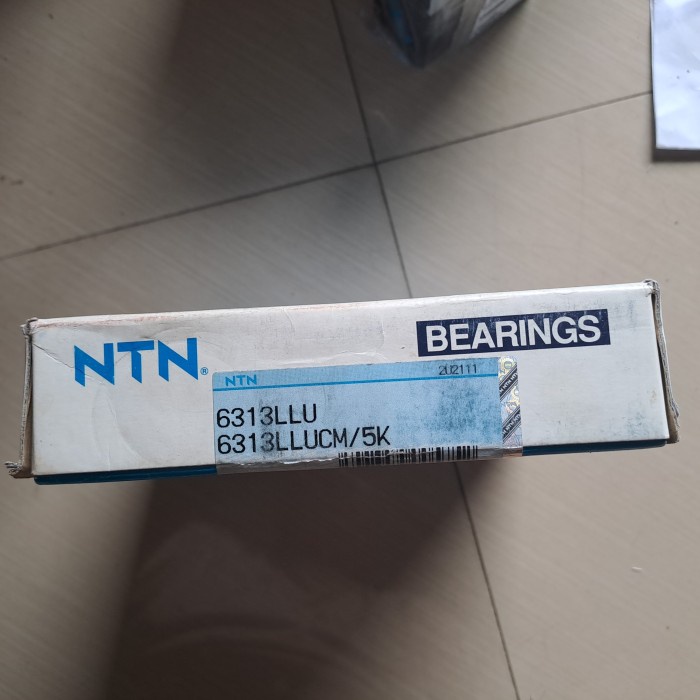 NTN®
BEARINGS
NTN 2U2111
6313LLU
6313LLUCM/5K